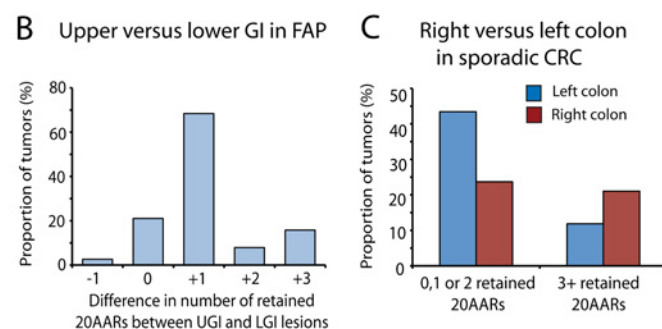 B Upper versus lower GI in FAP
Proportion of tumors (%)
80
60
40
20
0
-1 0 +1 +2 +3
Difference in number of retained
20AARs between UGI and LGI lesions
C Right versus left colon
in sporadic CRC
Proportion of tumors (%)
50
40
30
20
10
0
Left colon
Right colon
0,1 or 2 retained
20AARs
3+ retained
20AARs